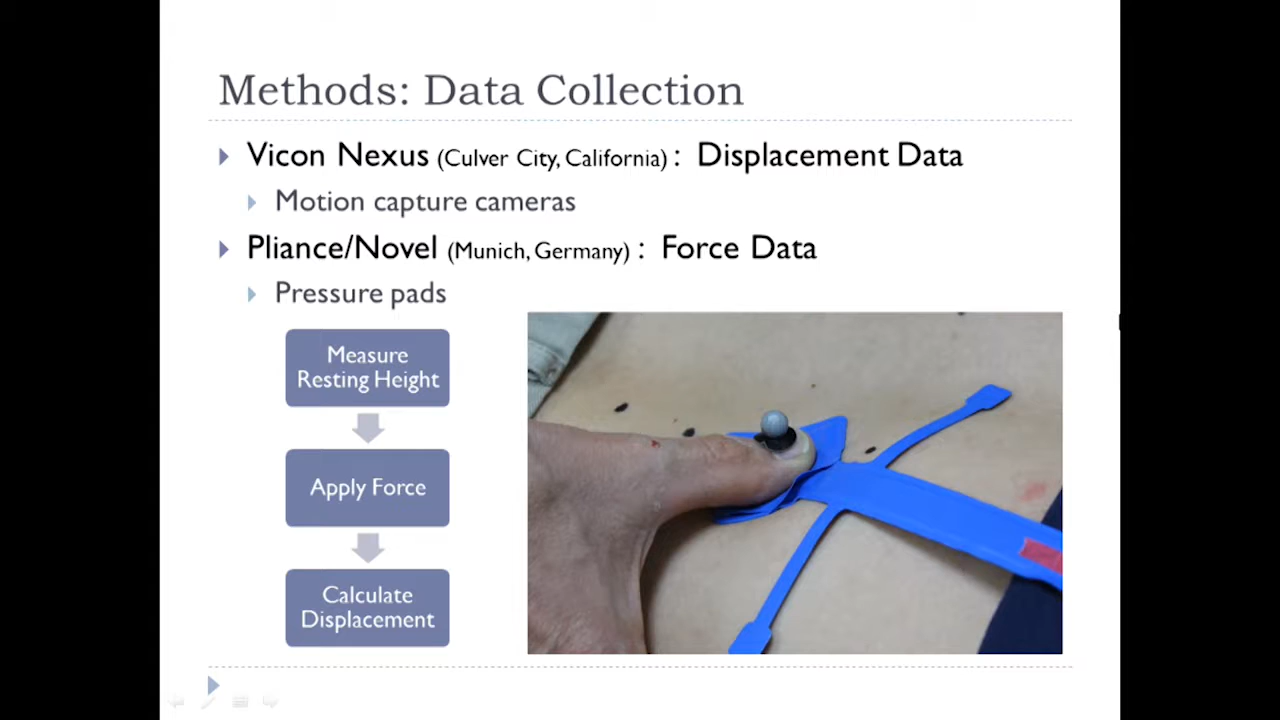 Methods: Data Collection
Vicon Nexus (Culver City, California) : Displacement Data
Motion capture cameras
Pliance/Novel (Munich, Germany) : Force Data
Pressure pads
Measure
Resting Height
Apply Force
Calculate
Displacement